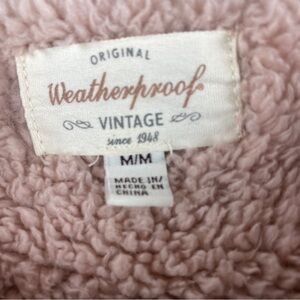 ORIGINAL
Weatherproof®
VINTAGE
since 1948
M/M
MADE IN/
HECHO EN
CHINA